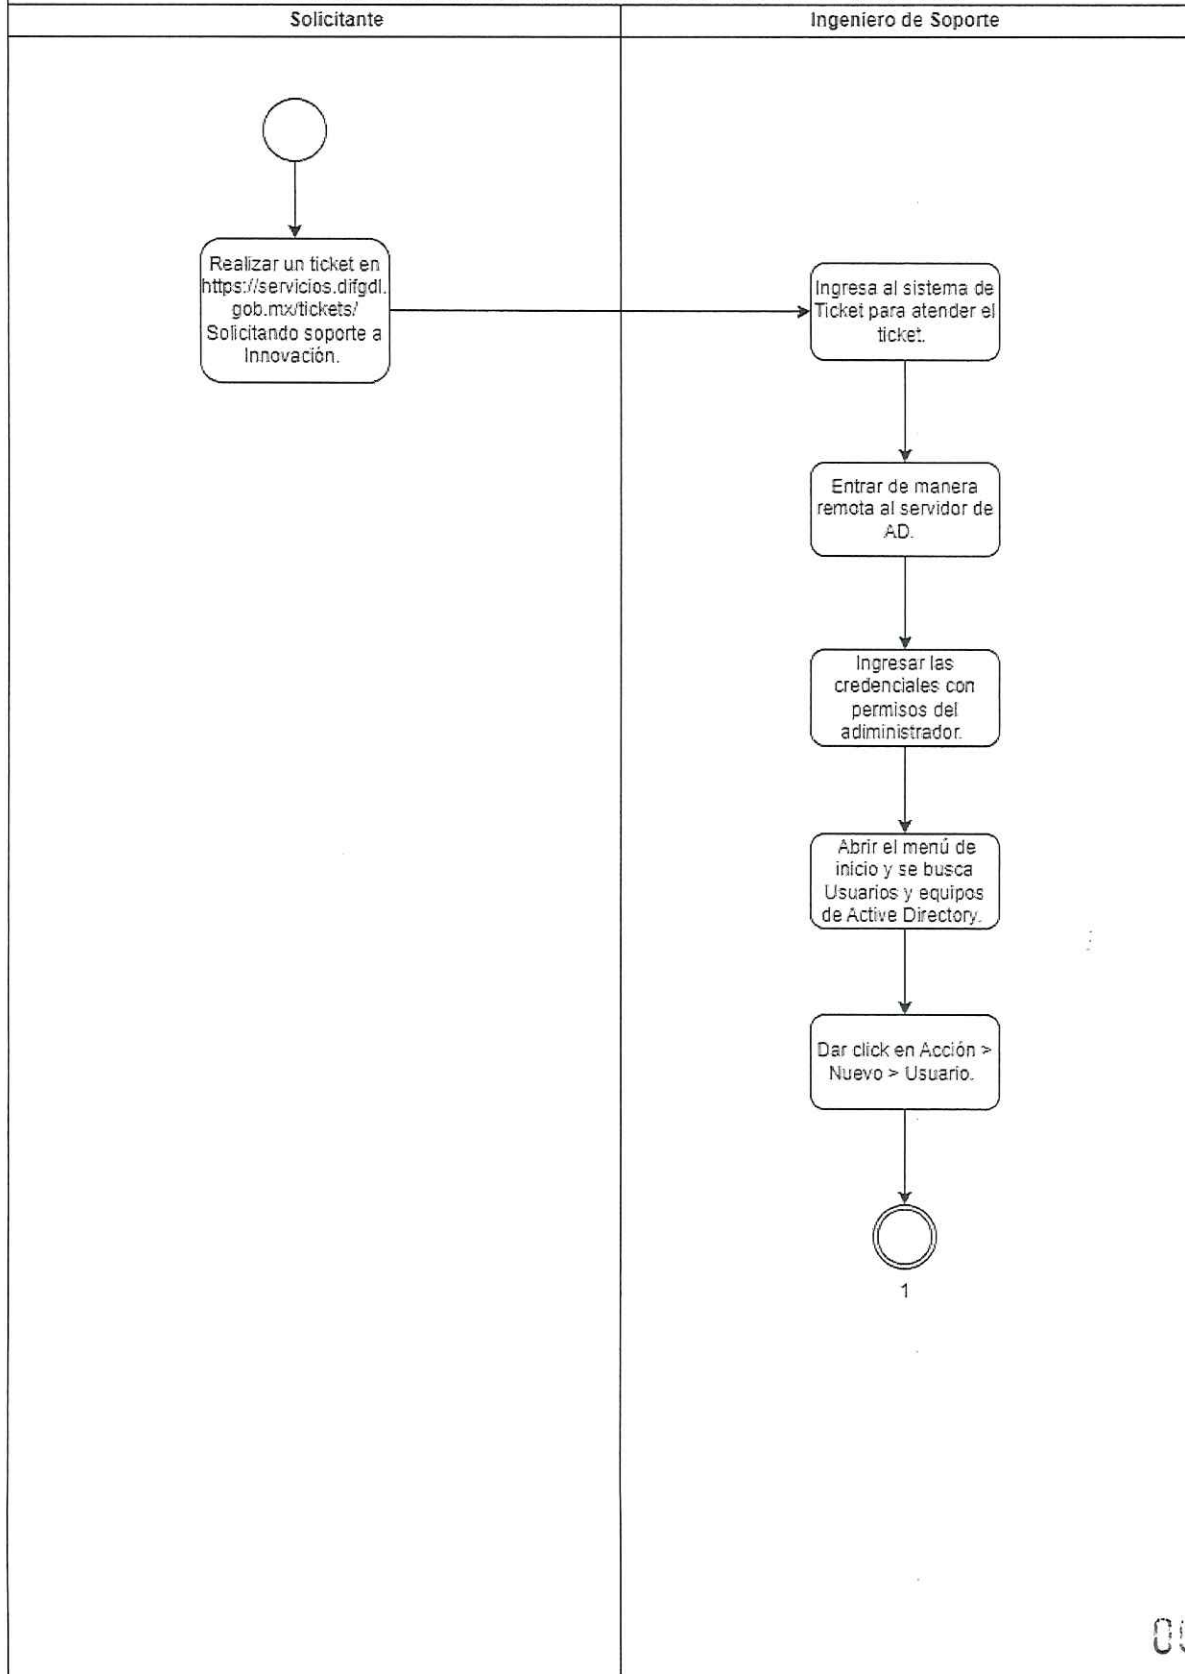 Solicitante
Ingeniero de Soporte
Realizar un ticket en
https://servicios.difgdl.
gob.mx/tickets/
Solicitando soporte a
Innovación.
Ingresa al sistema de
Ticket para atender el
ticket.
Entrar de manera
remota al servidor de
AD.
Ingresar las
credenciales con
permisos del
adiministrador.
Abrir el menú de
inicio y se busca
Usuarios y equipos
de Active Directory.
Dar click en Acción >
Nuevo > Usuario.
1